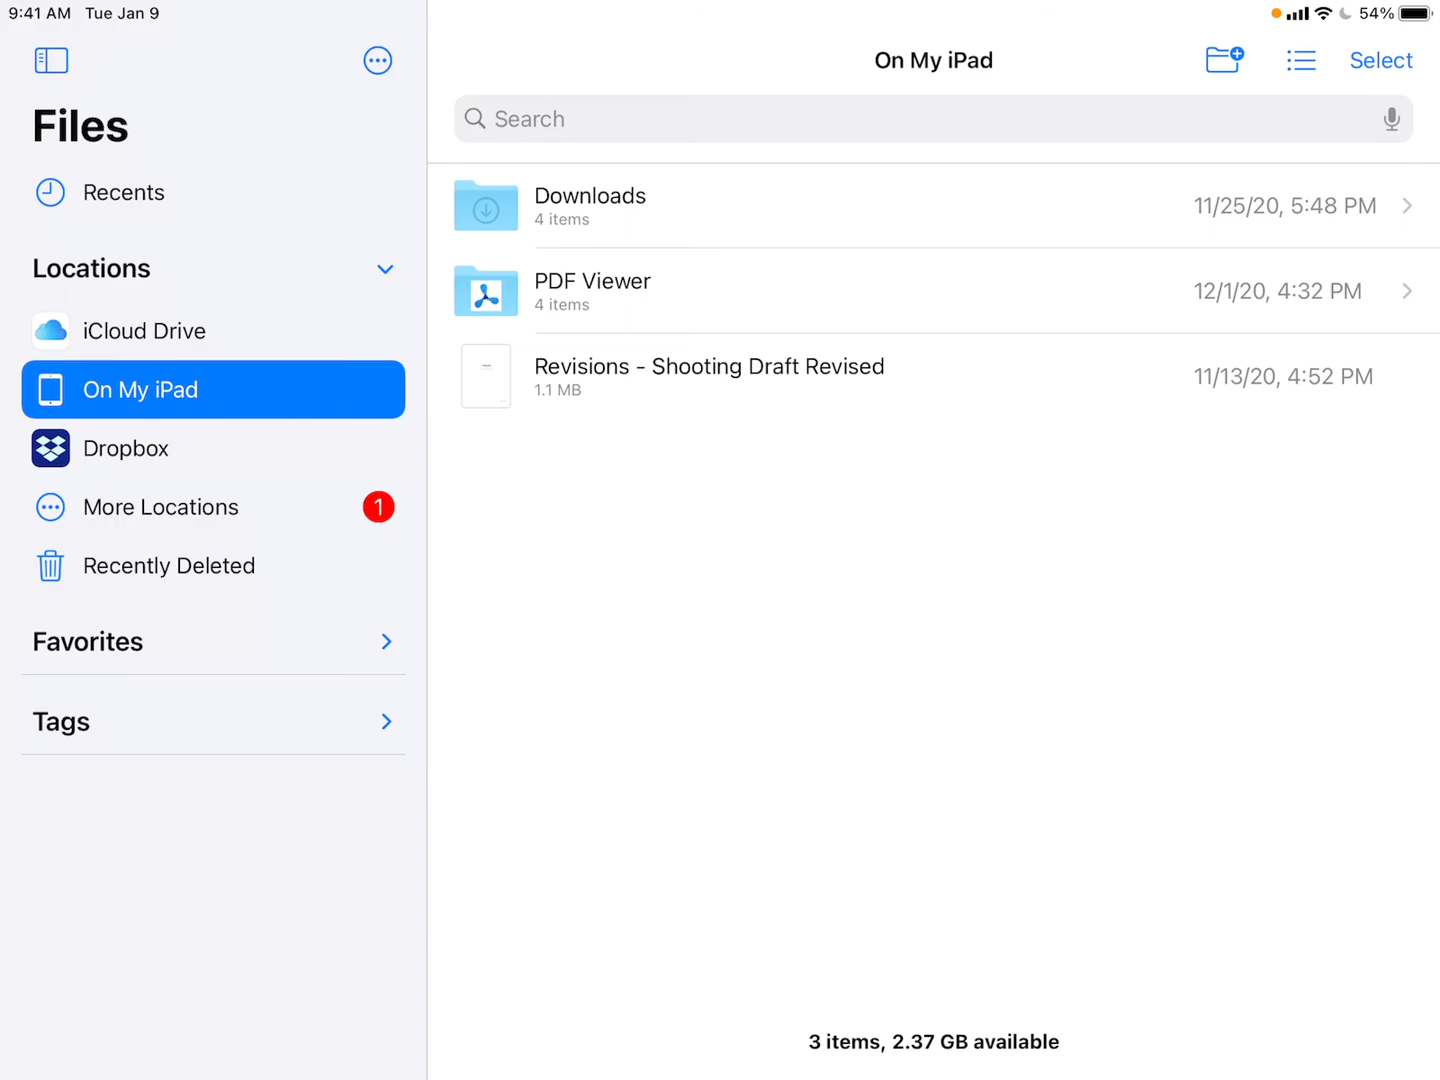 9:41 AM Tue Jan 9
54%
Files
Recents
Locations
iCloud Drive
On My iPad
Dropbox
More Locations 1
Recently Deleted
Favorites
Tags
On My iPad
Select
Search
Downloads
4 items
11/25/20, 5:48 PM
PDF Viewer
4 items
12/1/20, 4:32 PM
Revisions - Shooting Draft Revised
1.1 MB
11/13/20, 4:52 PM
3 items, 2.37 GB available